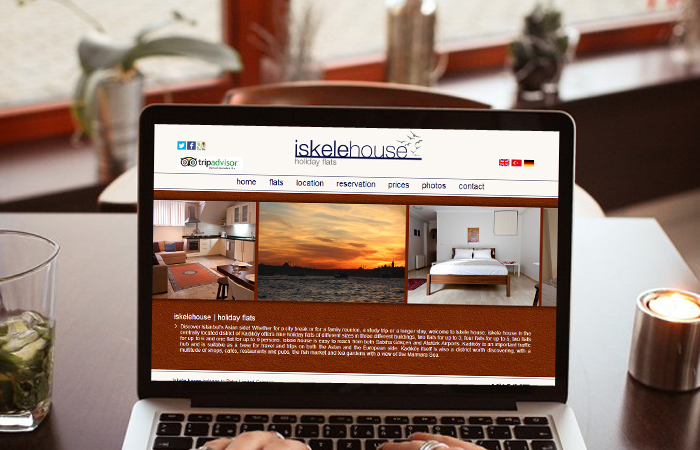 iskelehouse
holiday flats
tripadvisor
home flats location reservation prices photos contact
iskelehouse | holiday flats
Discover Istanbul's Asian side! Whether for a city break or for a family reunion, a study trip or a longer stay, welcome to iskele house. iskele house in the
centrally located district of Kadıköy offers nine holiday flats of different sizes in three different buildings, two flats for up to 3, four flats for up to 5, two flats
for up to 6 and one flat for up to 9 persons. iskele house is easy to reach from both Sabiha Gökçen and Atatürk Airports. Kadıköy is an important traffic
hub and is suitable as a base for travel and trips on both the Asian and the European side. Kadıköy itself is also a district worth discovering, with a
multitude of shops, cafés, restaurants and pubs, the fish market and tea gardens with a view of the Marmara Sea.